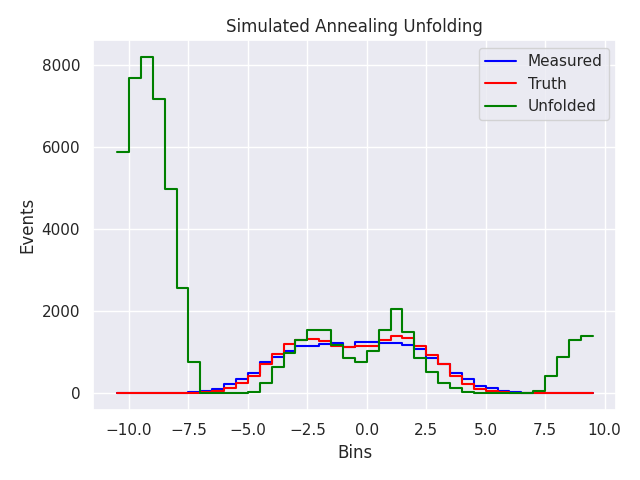 Simulated Annealing Unfolding
Measured
Truth
Unfolded
Events
8000
6000
4000
2000
0
−10.0 −7.5 −5.0 −2.5 0.0 2.5 5.0 7.5 10.0
Bins